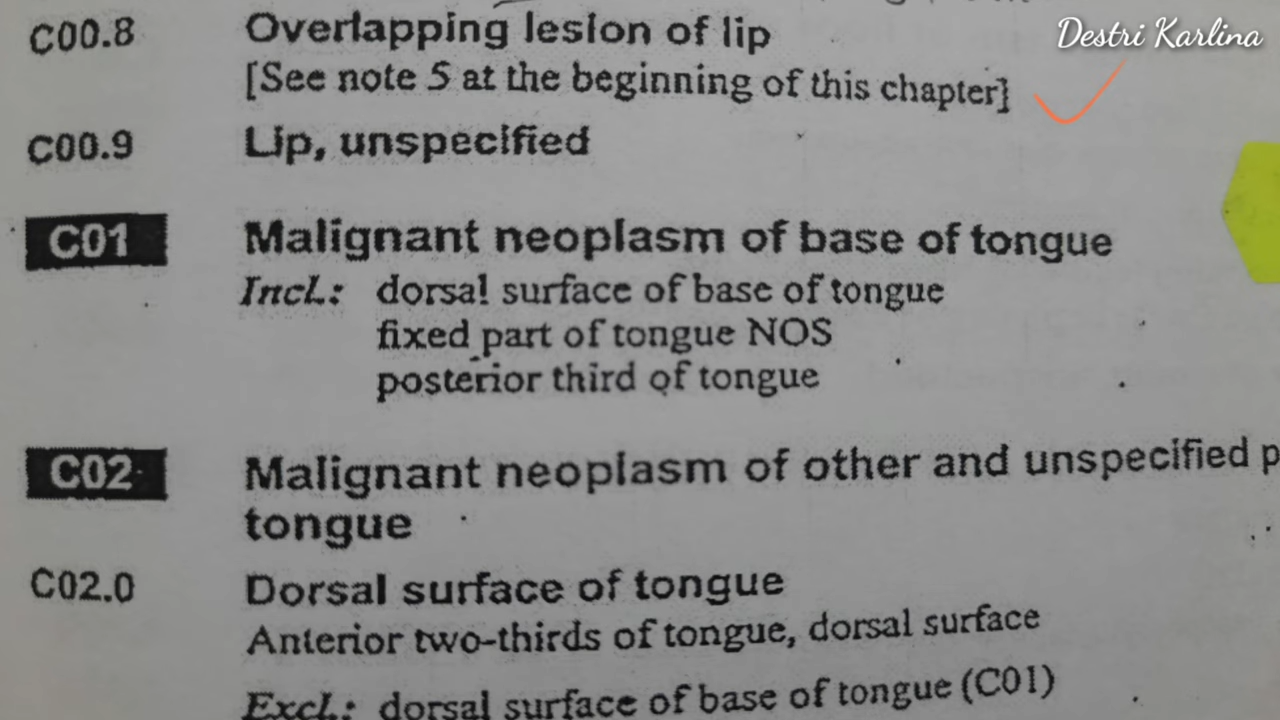 Destri Karlina
C00.8 Overlapping lesion of lip
[See note 5 at the beginning of this chapter]
C00.9 Lip, unspecified
C01 Malignant neoplasm of base of tongue
Incl.: dorsal surface of base of tongue
fixed part of tongue NOS
posterior third of tongue
C02 Malignant neoplasm of other and unspecified p
tongue
C02.0 Dorsal surface of tongue
Anterior two-thirds of tongue, dorsal surface
Excl.: dorsal surface of base of tongue (C01)